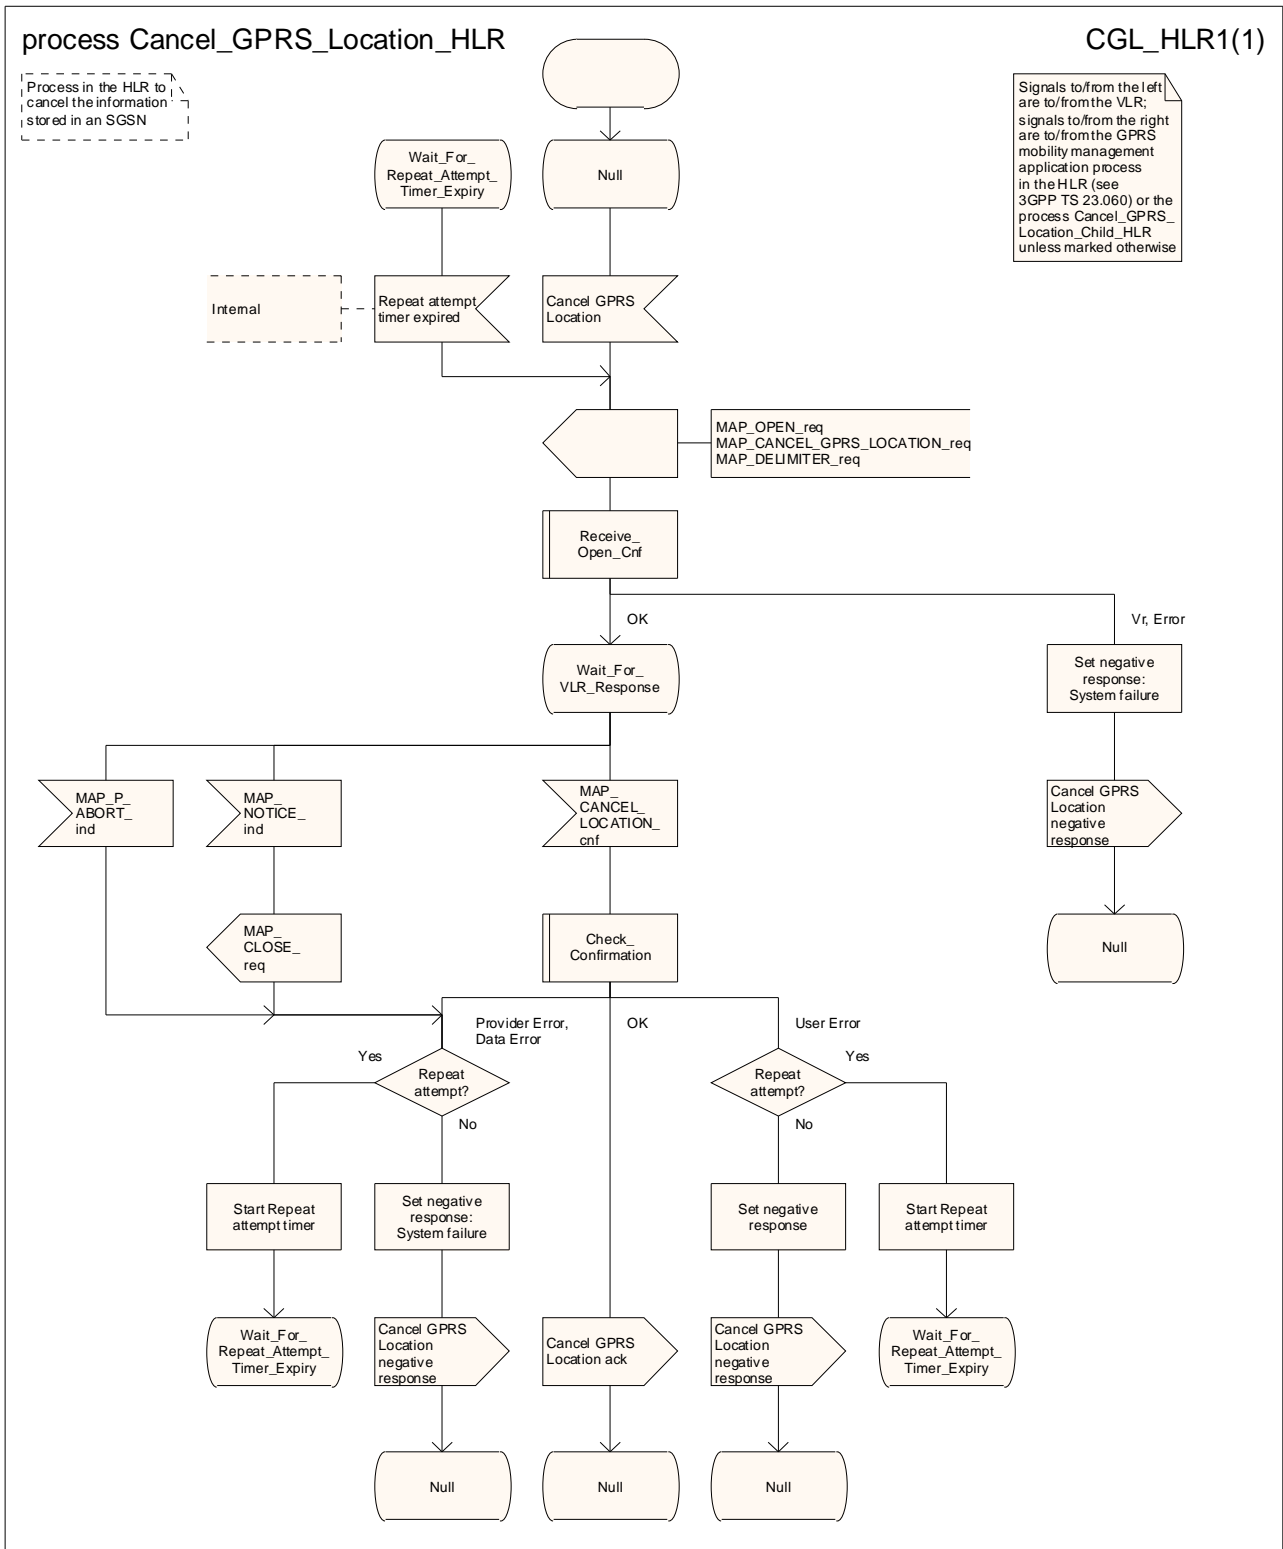 process Cancel_GPRS_Location_HLR
CGL_HLR1(1)
Process in the HLR to
cancel the information
stored in an SGSN
Signals to/from the left
are to/from the VLR;
signals to/from the right
are to/from the GPRS
mobility management
application process
in the HLR (see
3GPP TS 23.060) or the
process Cancel_GPRS_
Location_Child_HLR
unless marked otherwise
Wait_For_
Repeat_Attempt_
Timer_Expiry
Null
Internal
Repeat attempt
timer expired
Cancel GPRS
Location
MAP_OPEN_req
MAP_CANCEL_GPRS_LOCATION_req
MAP_DELIMITER_req
Receive_
Open_Cnf
OK
Vr, Error
Wait_For_
VLR_Response
Set negative
response:
System failure
MAP_P_
ABORT_
ind
MAP_
NOTICE_
ind
MAP_
CANCEL_
LOCATION_
cnf
Cancel GPRS
Location
negative
response
MAP_
CLOSE_
req
Check_
Confirmation
Null
Provider Error,
Data Error
OK
User Error
Yes
Repeat
attempt?
No
Repeat
attempt?
Yes
No
Start Repeat
attempt timer
Set negative
response:
System failure
Set negative
response
Start Repeat
attempt timer
Wait_For_
Repeat_Attempt_
Timer_Expiry
Cancel GPRS
Location
negative
response
Cancel GPRS
Location ack
Cancel GPRS
Location
negative
response
Wait_For_
Repeat_Attempt_
Timer_Expiry
Null
Null
Null